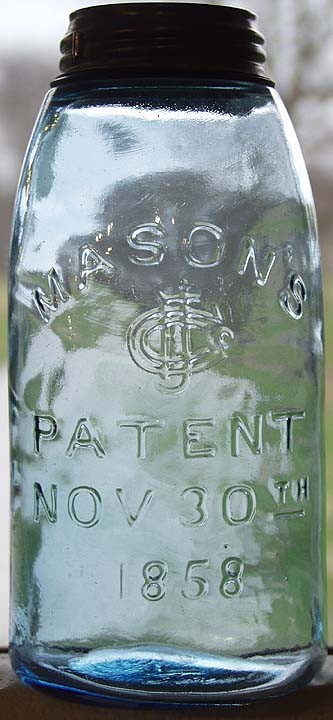 MASON'S
CFJCo
PATENT
NOV 30TH
1858